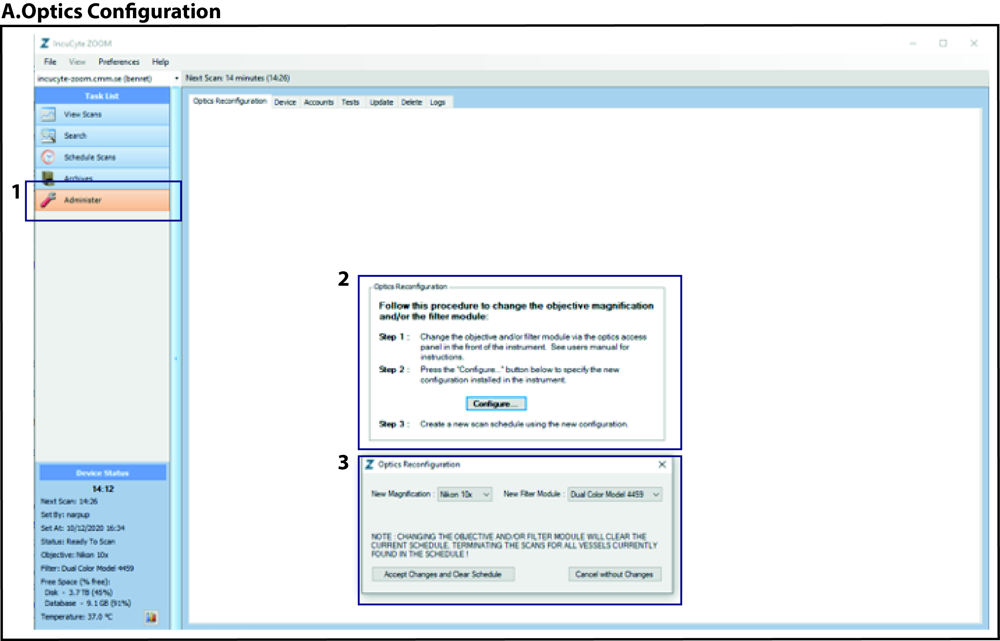 A.Optics Configuration
IncuCyte ZOOM
File View Preferences Help
incucyte-zoom.cmm.se (benret) Next Scan: 14 minutes (14:26)
Task List
Optics Reconfiguration Device Accounts Tests Update Delete Logs
View Scans
Search
Schedule Scans
Archives
1
Administer
2
Optics Reconfiguration
Follow this procedure to change the objective magnification
and/or the filter module:
Step 1 : Change the objective and/or filter module via the optics access
panel in the front of the instrument. See users manual for
instructions.
Step 2 : Press the "Configure..." button below to specify the new
configuration installed in the instrument.
Configure...
Step 3 : Create a new scan schedule using the new configuration.
3
Optics Reconfiguration
New Magnification : Nikon 10x New Filter Module : Dual Color Model 4459
NOTE : CHANGING THE OBJECTIVE AND/OR FILTER MODULE WILL CLEAR THE
CURRENT SCHEDULE, TERMINATING THE SCANS FOR ALL VESSELS CURRENTLY
FOUND IN THE SCHEDULE !
Accept Changes and Clear Schedule Cancel without Changes
Device Status
14:12
Next Scan: 14:26
Set By: narpup
Set At: 10/12/2020 16:34
Status: Ready To Scan
Objective: Nikon 10x
Filter: Dual Color Model 4459
Free Space (% free):
Disk - 3.7 TB (45%)
Database - 9.1 GB (91%)
Temperature: 37.0 °C